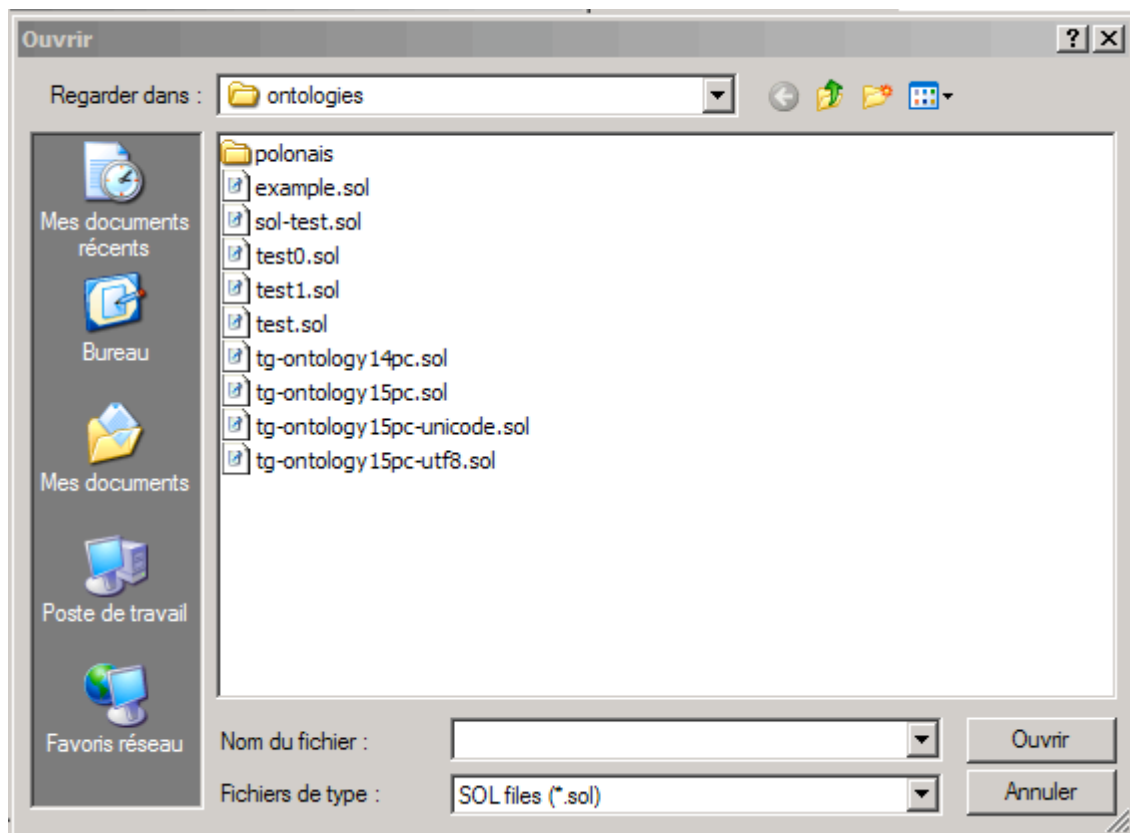 Ouvrir
Regarder dans :
ontologies
Mes documents
récents
Bureau
Mes documents
Poste de travail
Favoris réseau
polonais
example.sol
sol-test.sol
test0.sol
test1.sol
test.sol
tg-ontology14pc.sol
tg-ontology15pc.sol
tg-ontology15pc-unicode.sol
tg-ontology15pc-utf8.sol
Nom du fichier :
Ouvrir
Fichiers de type :
SOL files (*.sol)
Annuler